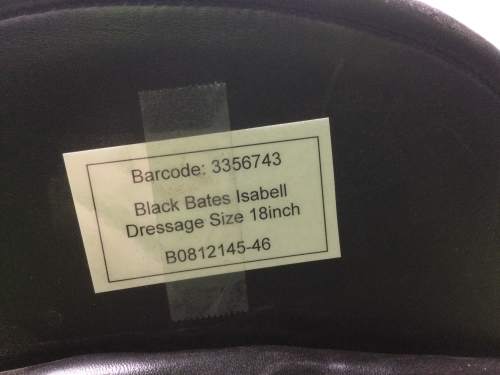 Barcode: 3356743
Black Bates Isabell
Dressage Size 18inch
B0812145-46